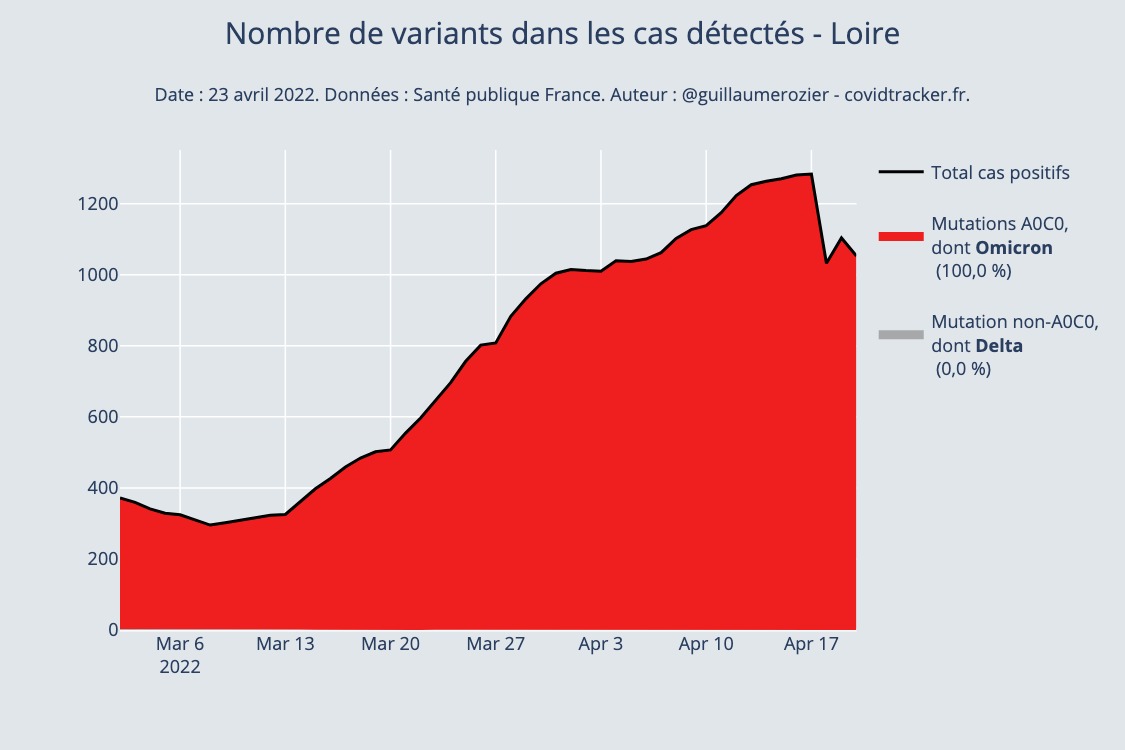 Nombre de variants dans les cas détectés - Loire
Date : 23 avril 2022. Données : Santé publique France. Auteur : @guillaumerozier - covidtracker.fr.
Total cas positifs
Mutations A0C0,
dont Omicron
(100,0 %)
Mutation non-A0C0,
dont Delta
(0,0 %)
1200
1000
800
600
400
200
0
Mar 6 Mar 13 Mar 20 Mar 27 Apr 3 Apr 10 Apr 17
2022